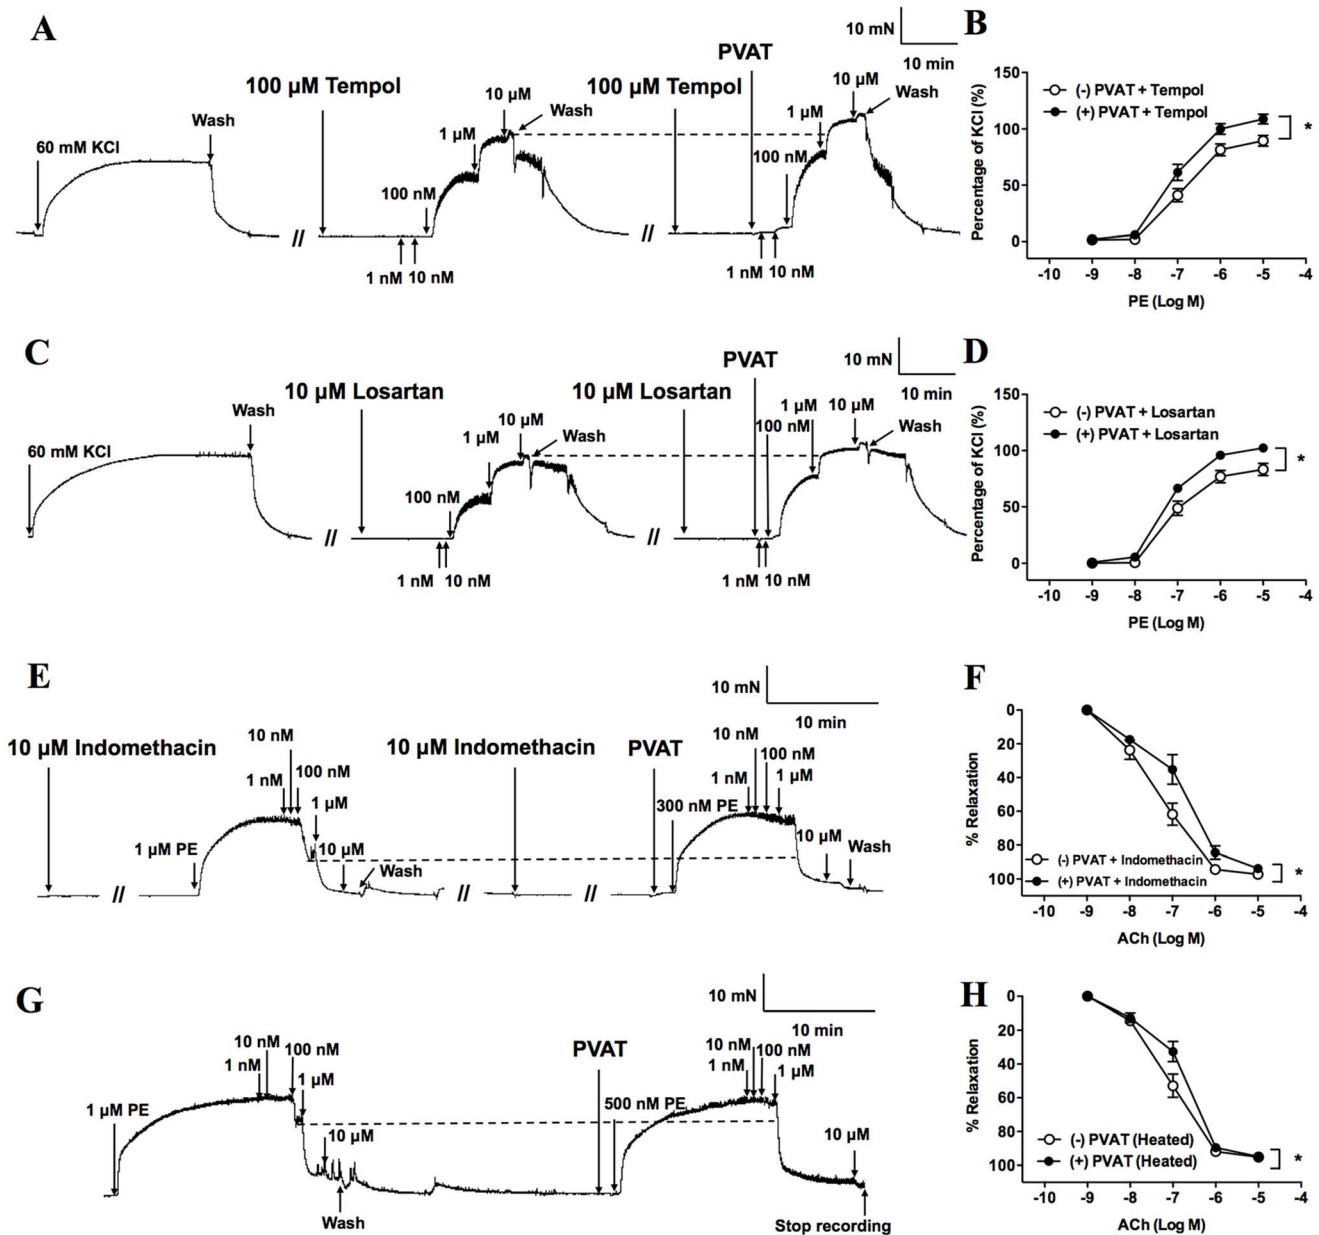 A
60 mM KCl
Wash
//
100 µM Tempol
1 nM
10 nM
100 nM
1 µM
10 µM
Wash
//
100 µM Tempol
PVAT
1 nM
10 nM
100 nM
1 µM
10 µM
Wash
10 mN
10 min
B
Percentage of KCl (%)
150
100
50
0
(-) PVAT + Tempol
(+) PVAT + Tempol
*
-10 -9 -8 -7 -6 -5 -4
PE (Log M)
C
60 mM KCl
Wash
//
10 µM Losartan
1 nM
10 nM
100 nM
1 µM
10 µM
Wash
//
10 µM Losartan
PVAT
1 nM
10 nM
100 nM
1 µM
10 µM
Wash
10 mN
10 min
D
Percentage of KCl (%)
150
100
50
0
(-) PVAT + Losartan
(+) PVAT + Losartan
*
-10 -9 -8 -7 -6 -5 -4
PE (Log M)
E
10 µM Indomethacin
//
1 µM PE
1 nM
10 nM
100 nM
1 µM
10 µM
Wash
//
10 µM Indomethacin
//
PVAT
300 nM PE
1 nM
10 nM
100 nM
1 µM
10 µM
Wash
10 mN
10 min
F
% Relaxation
0
20
40
60
80
100
(-) PVAT + Indomethacin
(+) PVAT + Indomethacin
*
-10 -9 -8 -7 -6 -5 -4
ACh (Log M)
G
1 µM PE
1 nM
10 nM
100 nM
1 µM
10 µM
Wash
PVAT
500 nM PE
1 nM
10 nM
100 nM
1 µM
10 µM
Stop recording
10 mN
10 min
H
% Relaxation
0
20
40
60
80
100
(-) PVAT (Heated)
(+) PVAT (Heated)
*
-10 -9 -8 -7 -6 -5 -4
ACh (Log M)